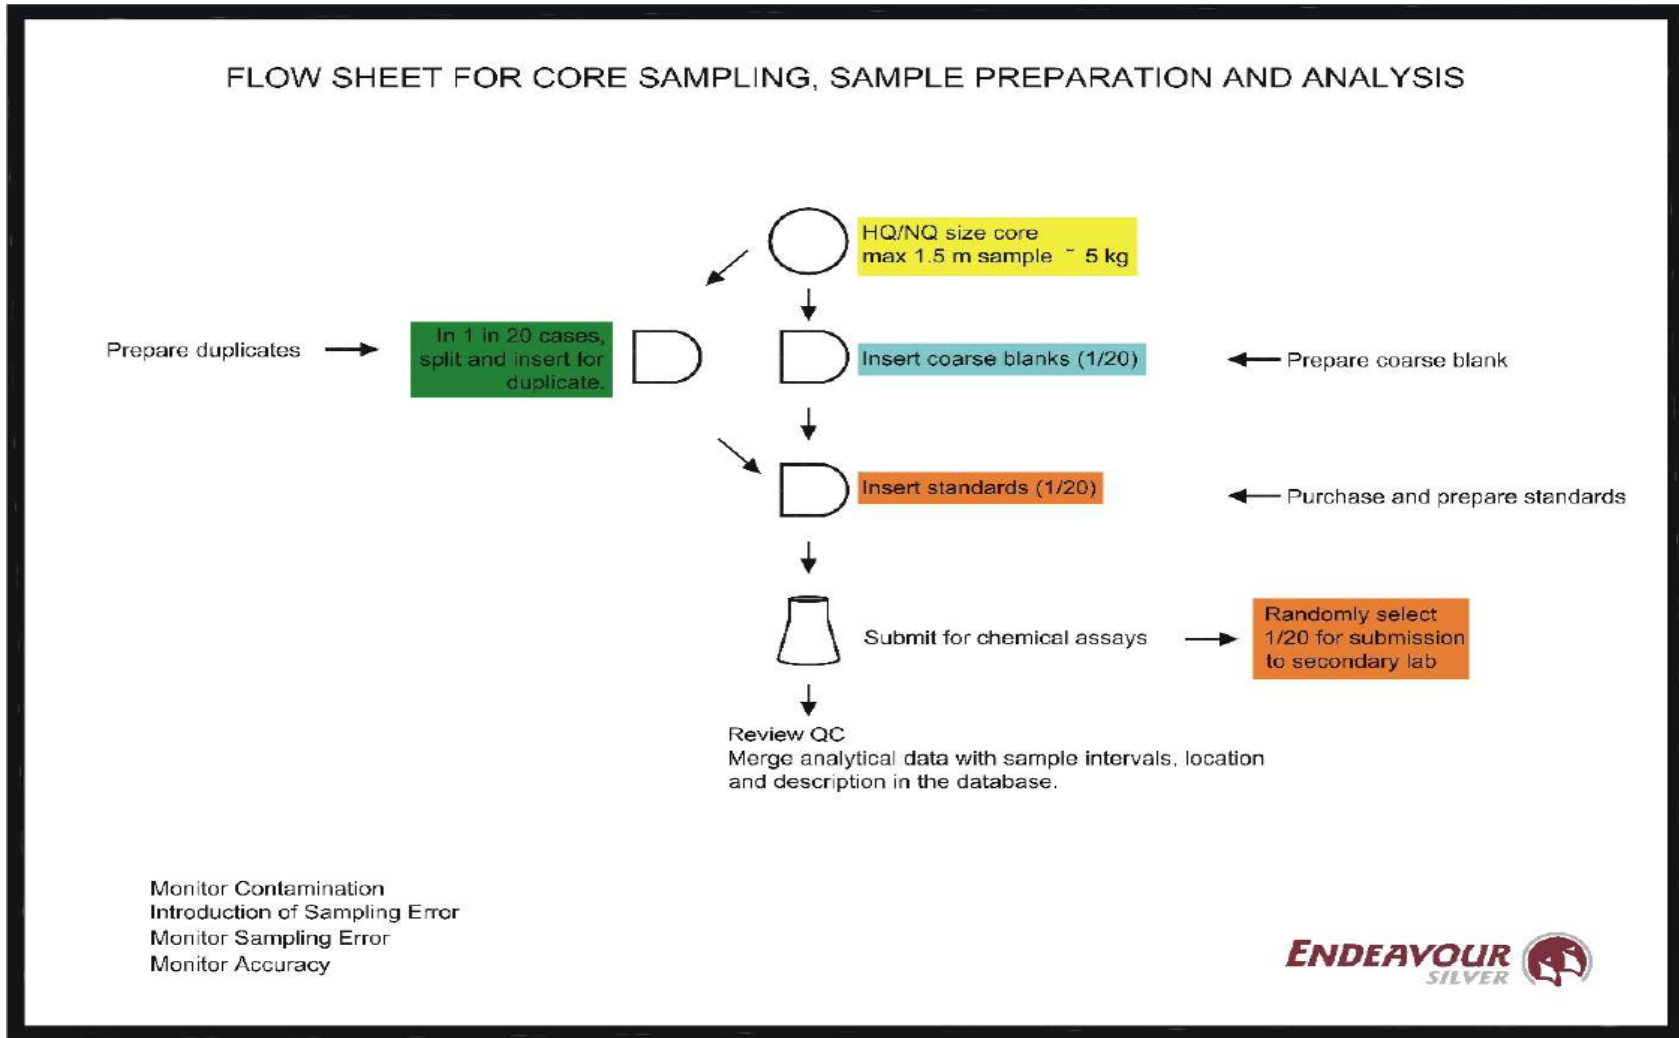 FLOW SHEET FOR CORE SAMPLING, SAMPLE PREPARATION AND ANALYSIS
HQ/NQ size core
max 1.5 m sample ~ 5 kg
Prepare duplicates
In 1 in 20 cases,
split and insert for
duplicate.
Insert coarse blanks (1/20)
Prepare coarse blank
Insert standards (1/20)
Purchase and prepare standards
Submit for chemical assays
Randomly select
1/20 for submission
to secondary lab
Review QC
Merge analytical data with sample intervals, location
and description in the database.
Monitor Contamination
Introduction of Sampling Error
Monitor Sampling Error
Monitor Accuracy
ENDEAVOUR
SILVER